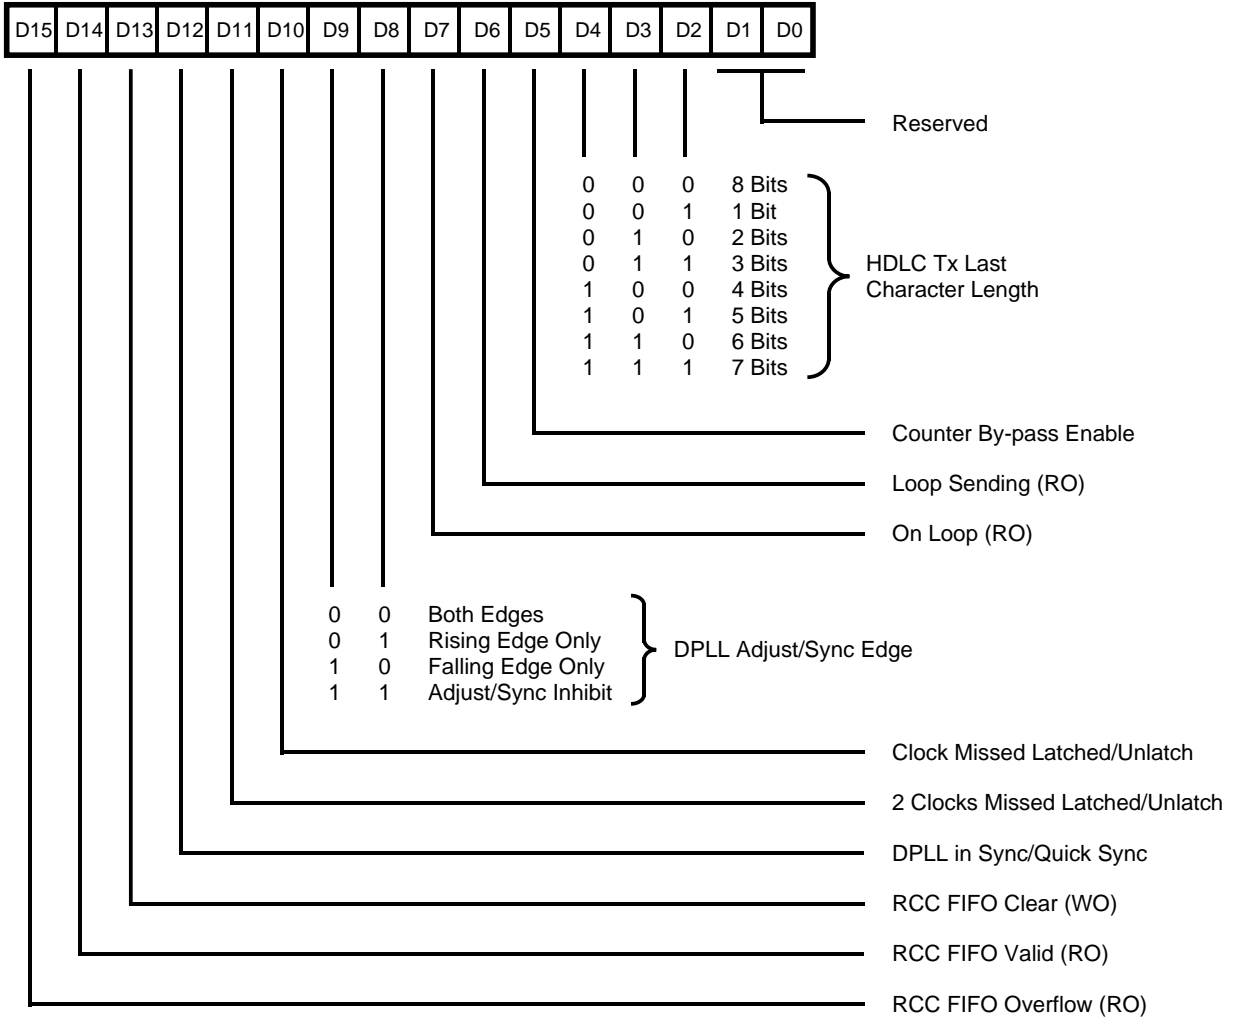 D15 D14 D13 D12 D11 D10 D9 D8 D7 D6 D5 D4 D3 D2 D1 D0
Reserved
0 0 0 8 Bits
0 0 1 1 Bit
0 1 0 2 Bits
0 1 1 3 Bits
1 0 0 4 Bits
1 0 1 5 Bits
1 1 0 6 Bits
1 1 1 7 Bits
HDLC Tx Last
Character Length
Counter By-pass Enable
Loop Sending (RO)
On Loop (RO)
0 0 Both Edges
0 1 Rising Edge Only
1 0 Falling Edge Only
1 1 Adjust/Sync Inhibit
DPLL Adjust/Sync Edge
Clock Missed Latched/Unlatch
2 Clocks Missed Latched/Unlatch
DPLL in Sync/Quick Sync
RCC FIFO Clear (WO)
RCC FIFO Valid (RO)
RCC FIFO Overflow (RO)